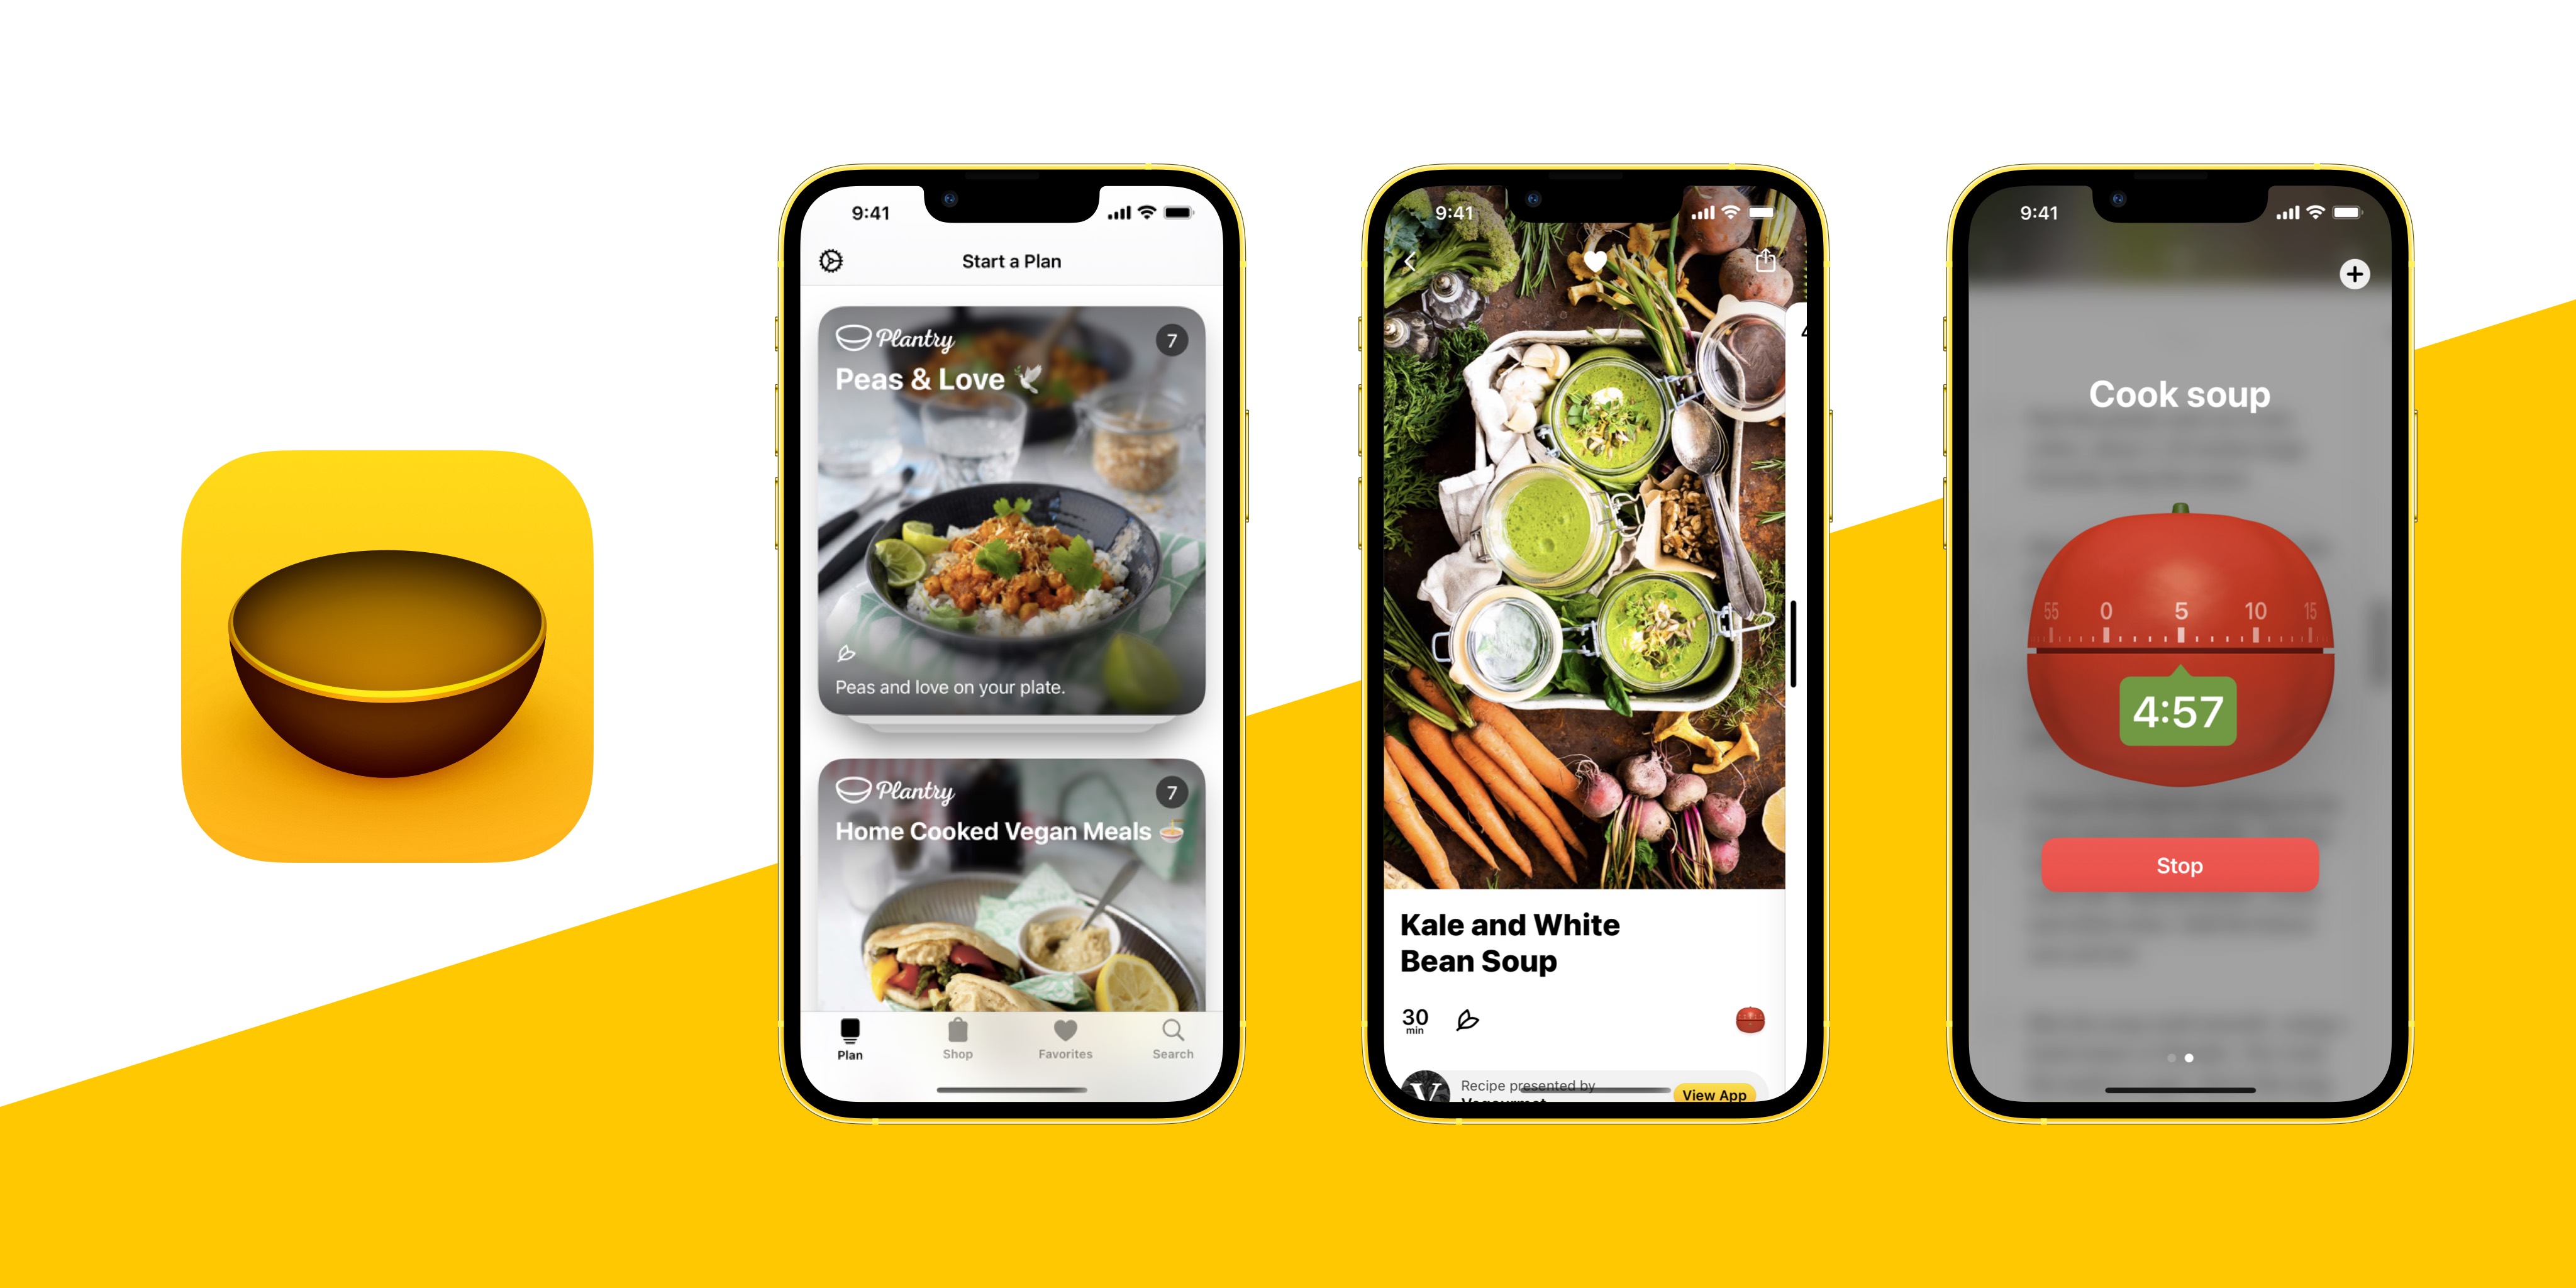 9:41
Start a Plan
Plantry
7
Peas & Love
Peas and love on your plate.
Plantry
7
Home Cooked Vegan Meals
Plan
Shop
Favorites
Search
9:41
Kale and White
Bean Soup
30
min
Recipe presented by
View App
9:41
Cook soup
55 0 5 10 15
4:57
Stop